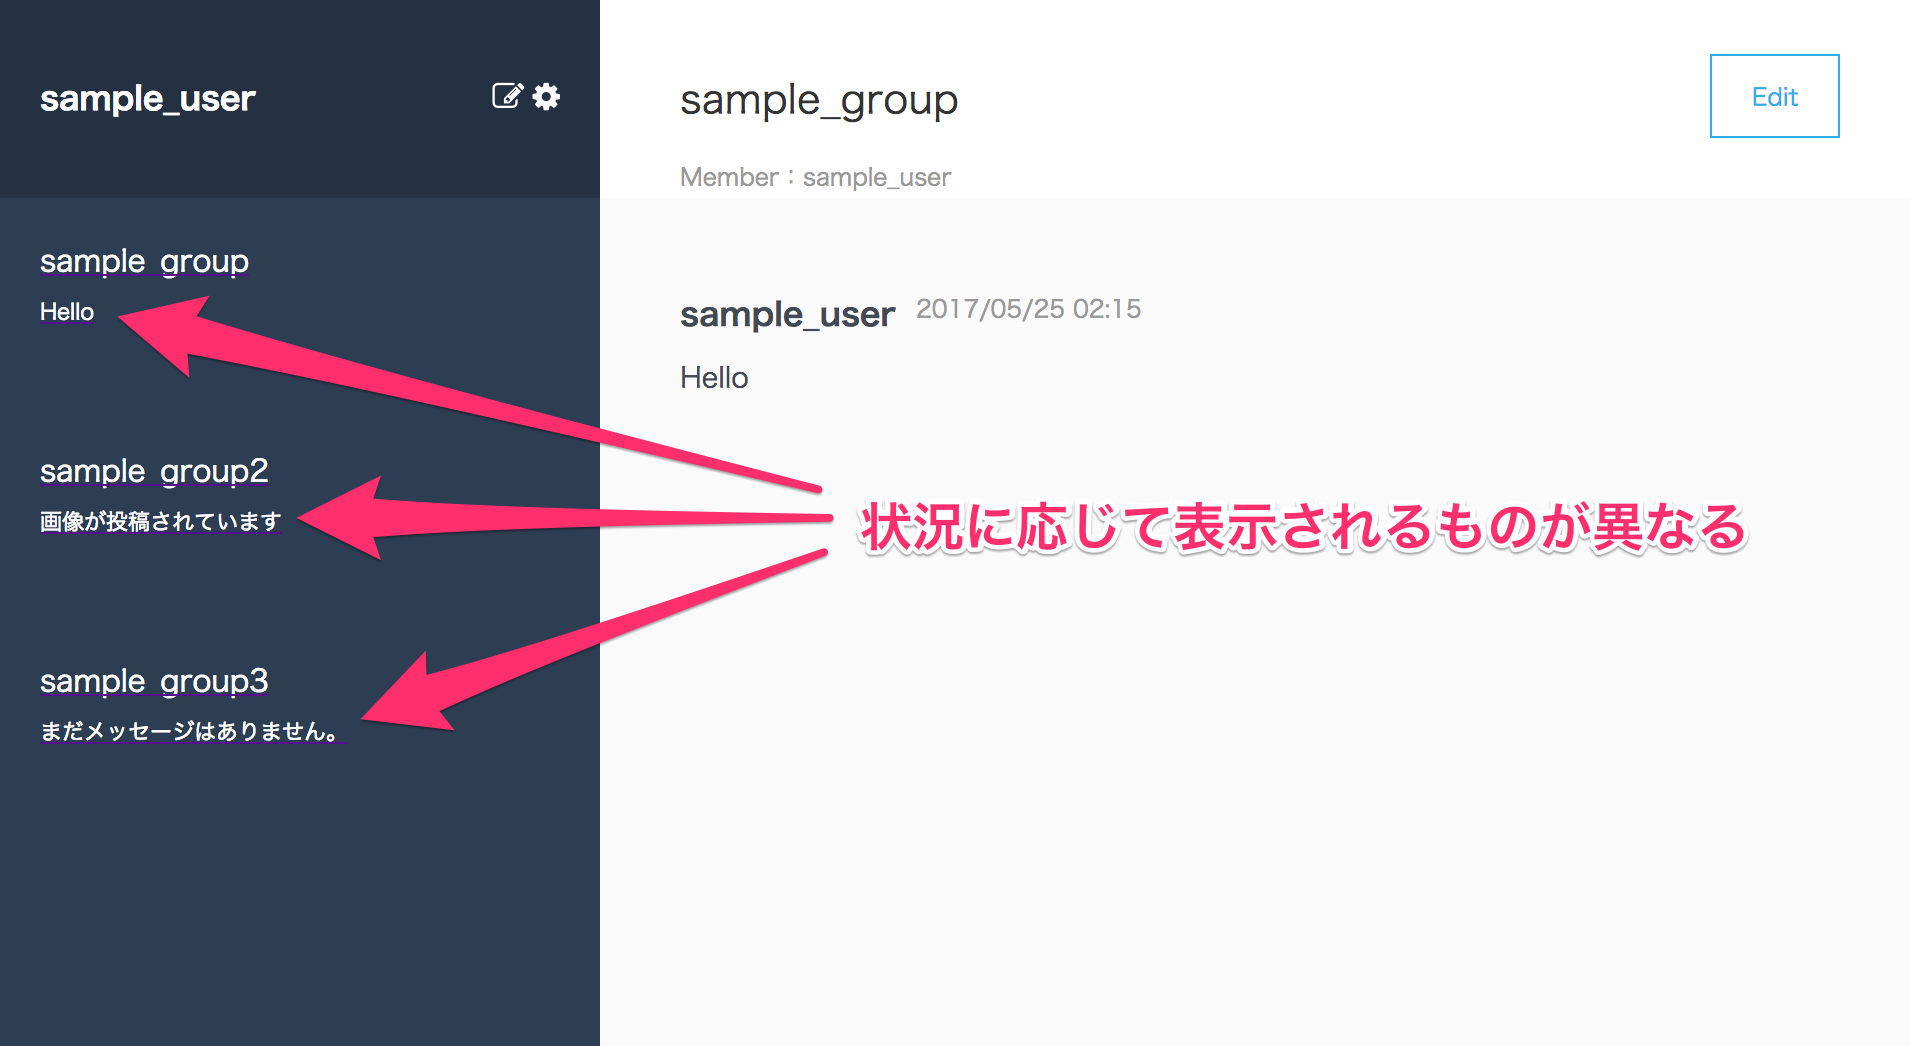 sample_user
sample_group
Hello
sample_group2
画像が投稿されています
sample_group3
まだメッセージはありません。
sample_group
Edit
Member：sample_user
sample_user 2017/05/25 02:15
Hello
状況に応じて表示されるものが異なる